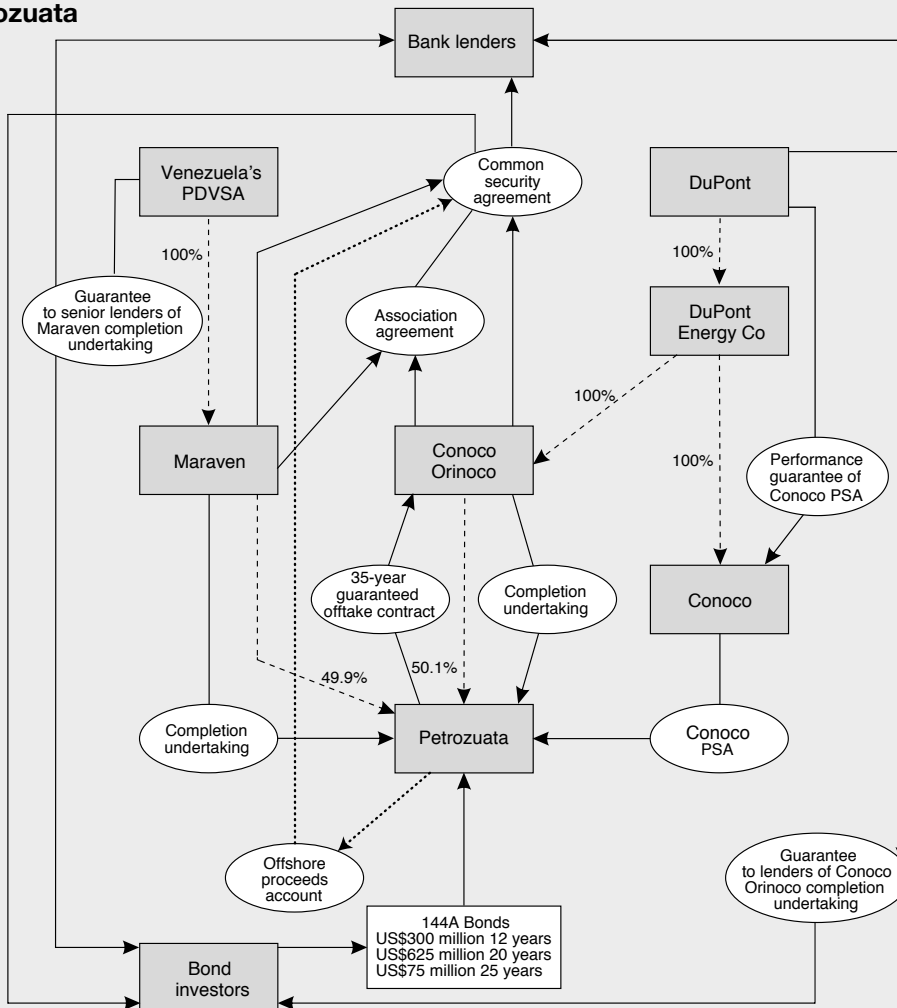 ozuata
Bank lenders
Venezuela's
PDVSA
Common
security
agreement
DuPont
100%
100%
Guarantee
to senior lenders of
Maraven completion
undertaking
Association
agreement
DuPont
Energy Co
100%
Maraven
Conoco
Orinoco
100%
Performance
guarantee of
Conoco PSA
35-year
guaranteed
offtake contract
Completion
undertaking
Conoco
49.9%
50.1%
Completion
undertaking
Petrozuata
Conoco
PSA
Offshore
proceeds
account
Guarantee
to lenders of Conoco
Orinoco completion
undertaking
144A Bonds
US$300 million 12 years
US$625 million 20 years
US$75 million 25 years
Bond
investors